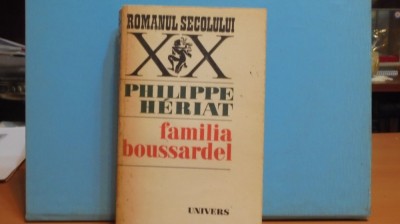 ROMANUL SECOLULUI
XX
PHILIPPE
HÉRIAT
familia
boussardel
UNIVERS